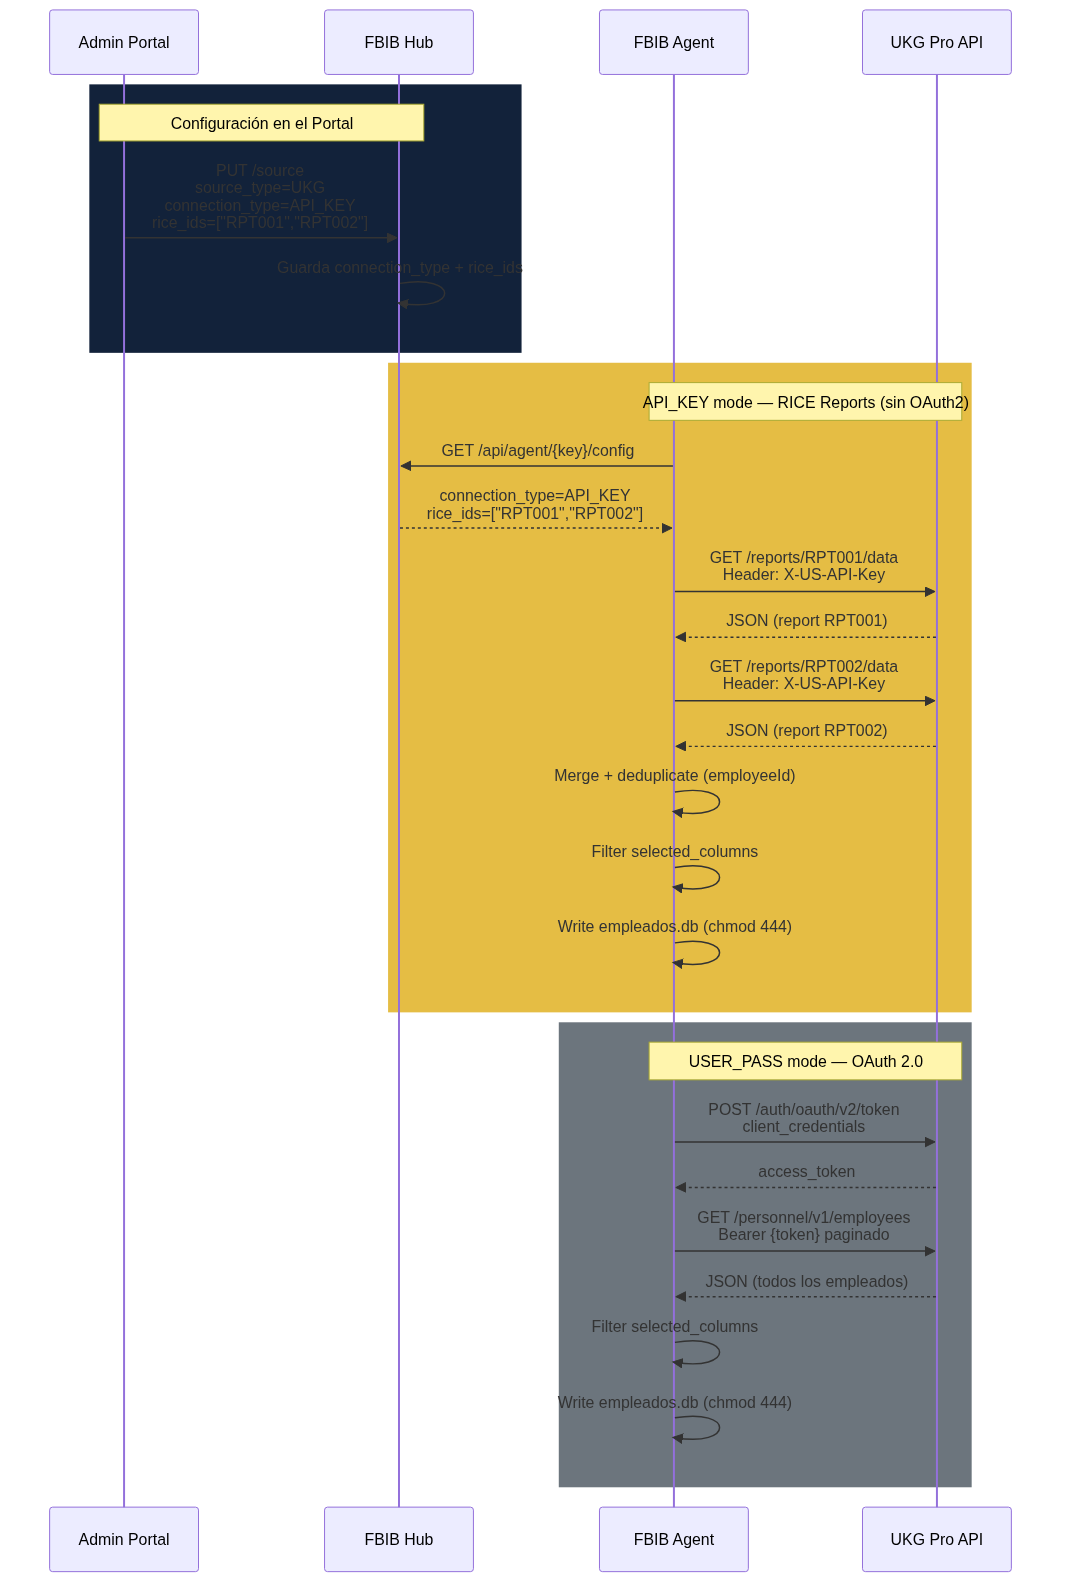 Admin Portal
FBIB Hub
FBIB Agent
UKG Pro API
Configuración en el Portal
PUT /source
source_type=UKG
connection_type=API_KEY
rice_ids=["RPT001","RPT002"]
Guarda connection_type + rice_ids
API_KEY mode — RICE Reports (sin OAuth2)
GET /api/agent/{key}/config
connection_type=API_KEY
rice_ids=["RPT001","RPT002"]
GET /reports/RPT001/data
Header: X-US-API-Key
JSON (report RPT001)
GET /reports/RPT002/data
Header: X-US-API-Key
JSON (report RPT002)
Merge + deduplicate (employeeId)
Filter selected_columns
Write empleados.db (chmod 444)
USER_PASS mode — OAuth 2.0
POST /auth/oauth/v2/token
client_credentials
access_token
GET /personnel/v1/employees
Bearer {token} paginado
JSON (todos los empleados)
Filter selected_columns
Write empleados.db (chmod 444)
Admin Portal
FBIB Hub
FBIB Agent
UKG Pro API